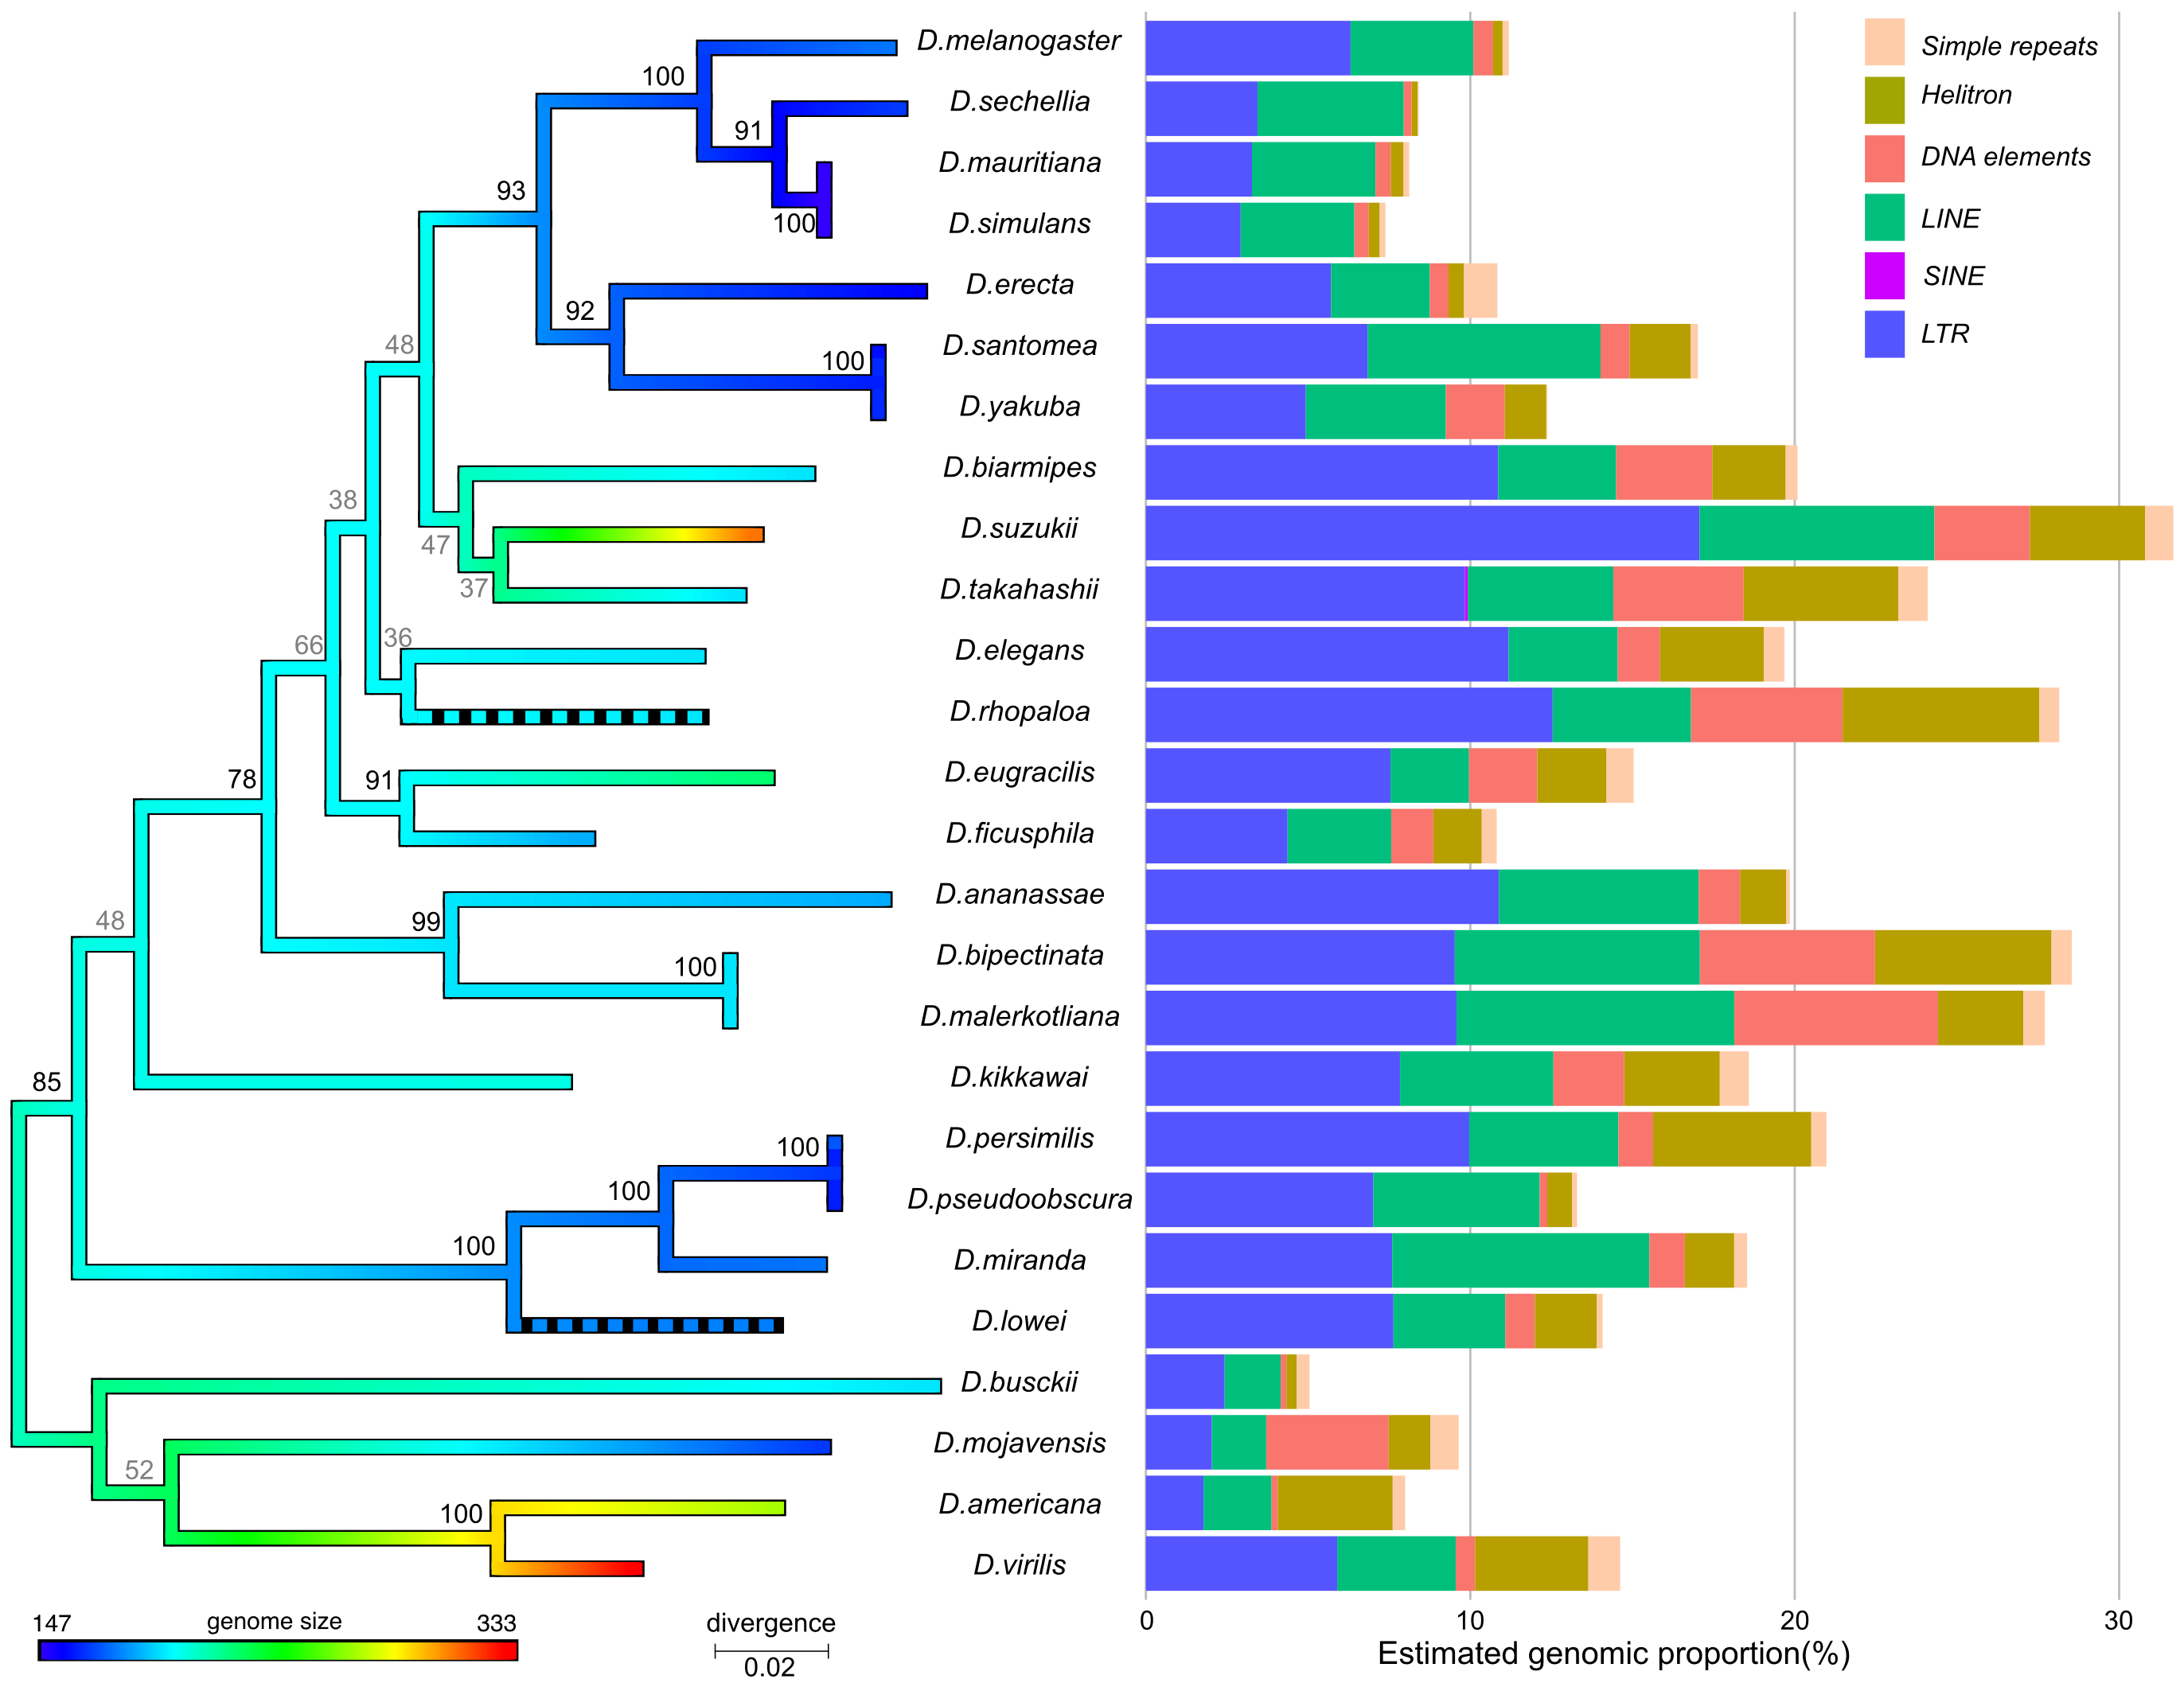 D.melanogaster
Simple repeats
100
Helitron
D.sechellia
91
DNA elements
D.mauritiana
93
LINE
100
D.simulans
SINE
D.erecta
92
LTR
48
D.santomea
100
D.yakuba
D.biarmipes
38
D.suzukii
47
37
D.takahashii
66
36
D.elegans
D.rhopaloa
78
91
D.eugracilis
D.ficusphila
D.ananassae
48
99
D.bipectinata
100
D.malerkotliana
85
D.kikkawai
100
D.persimilis
100
D.pseudoobscura
100
D.miranda
D.lowei
D.busckii
D.mojavensis
52
D.americana
100
D.virilis
147 genome size 333
divergence
0.02
0 10 20 30
Estimated genomic proportion(%)